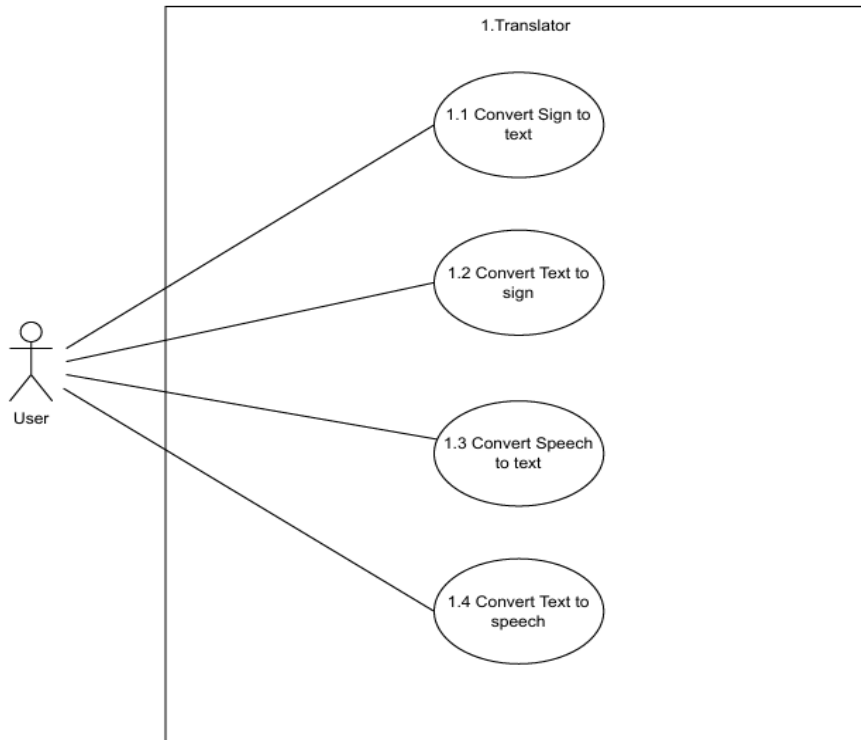 1.Translator
1.1 Convert Sign to
text
1.2 Convert Text to
sign
User
1.3 Convert Speech
to text
1.4 Convert Text to
speech